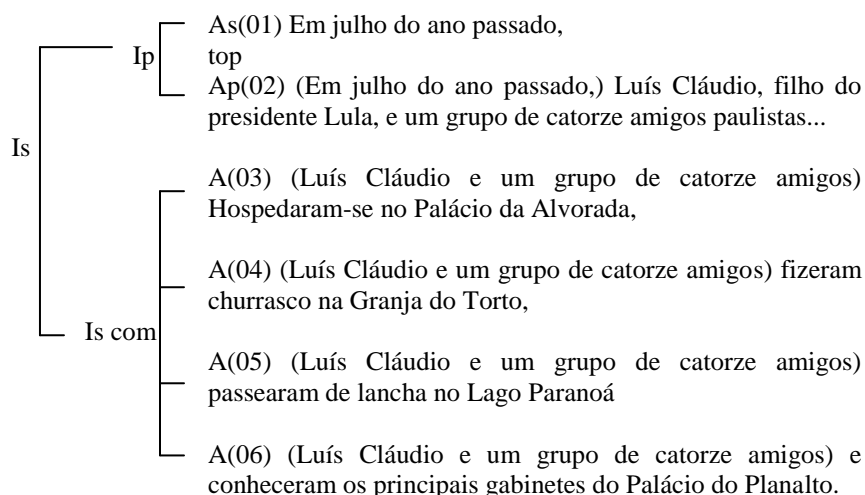 As(01) Em julho do ano passado,
Ip
top
Ap(02) (Em julho do ano passado,) Luís Cláudio, filho do
presidente Lula, e um grupo de catorze amigos paulistas...
Is
A(03) (Luís Cláudio e um grupo de catorze amigos)
Hospedaram-se no Palácio da Alvorada,
A(04) (Luís Cláudio e um grupo de catorze amigos) fizeram
churrasco na Granja do Torto,
Is com
A(05) (Luís Cláudio e um grupo de catorze amigos)
passearam de lancha no Lago Paranoá
A(06) (Luís Cláudio e um grupo de catorze amigos) e
conheceram os principais gabinetes do Palácio do Planalto.